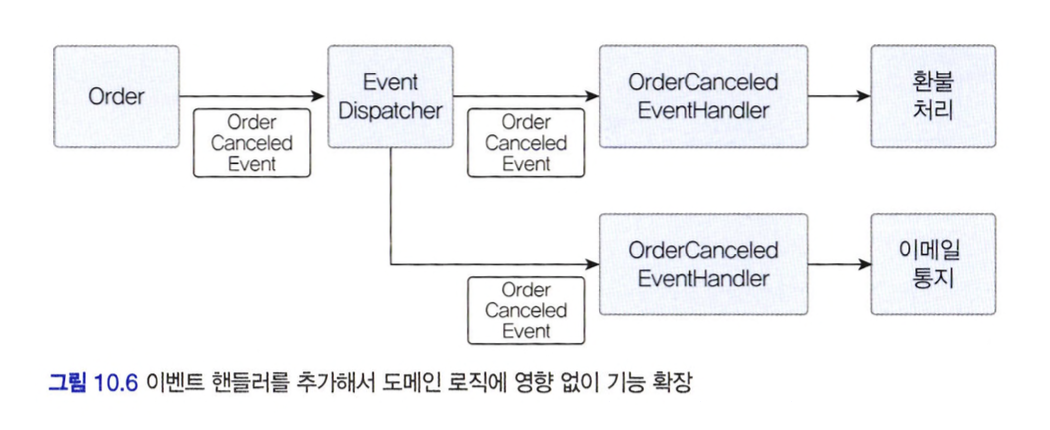 Order
Order
Canceled
Event
Event
Dispatcher
Order
Canceled
Event
OrderCanceled
EventHandler
환불
처리
Order
Canceled
Event
OrderCanceled
EventHandler
이메일
통지
그림 10.6 이벤트 핸들러를 추가해서 도메인 로직에 영향 없이 기능 확장